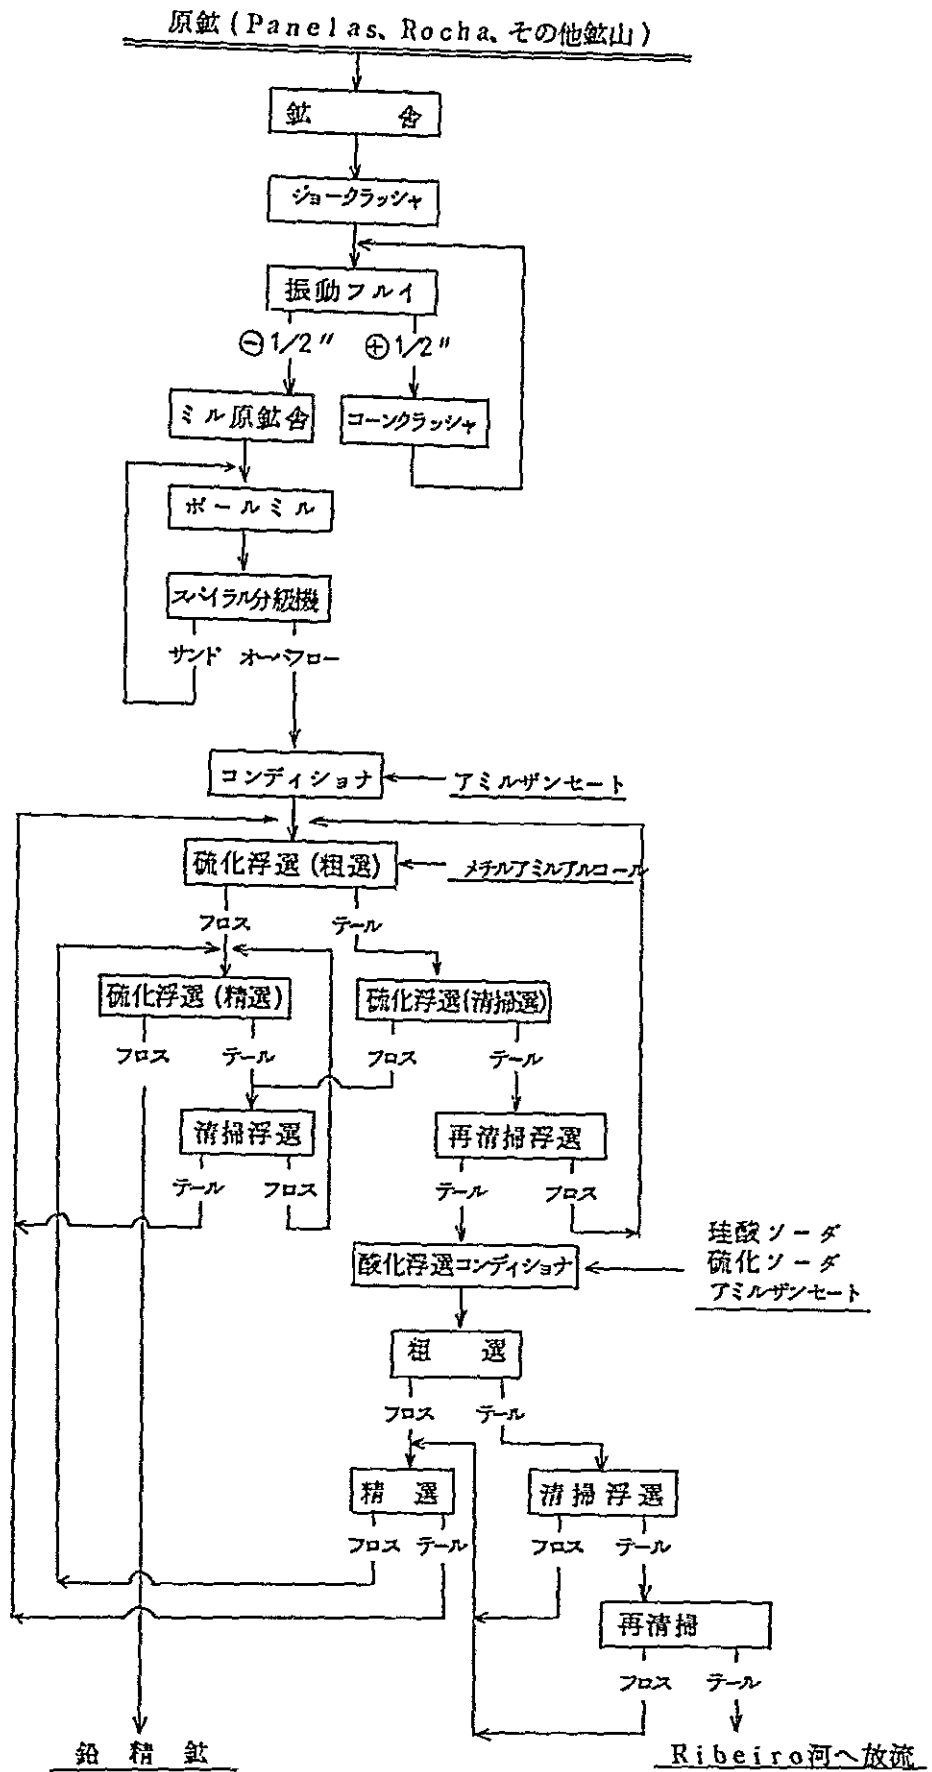 原鉱(Panelas、Rocha、その他鉱山)
鉱 舎
ジョークラッシャ
振動フルイ
⊖1/2" ⊕1/2"
ミル原鉱舎 コーンクラッシャ
ボールミル
スパイラル分級機
サンド オーバフロー
コンディショナ アミルザンセート
硫化浮選(粗選) メチルアミルアルコール
フロス テール
硫化浮選(精選) 硫化浮選(清掃選)
フロス テール フロス テール
清掃浮選 再清掃浮選
テール フロス テール フロス
珪酸ソーダ
酸化浮選コンディショナ 硫化ソーダ
アミルザンセート
粗 選
フロス テール
精 選 清掃浮選
フロス テール フロス テール
再清掃
フロス テール
鉛 精 鉱 Ribeiro河へ放流